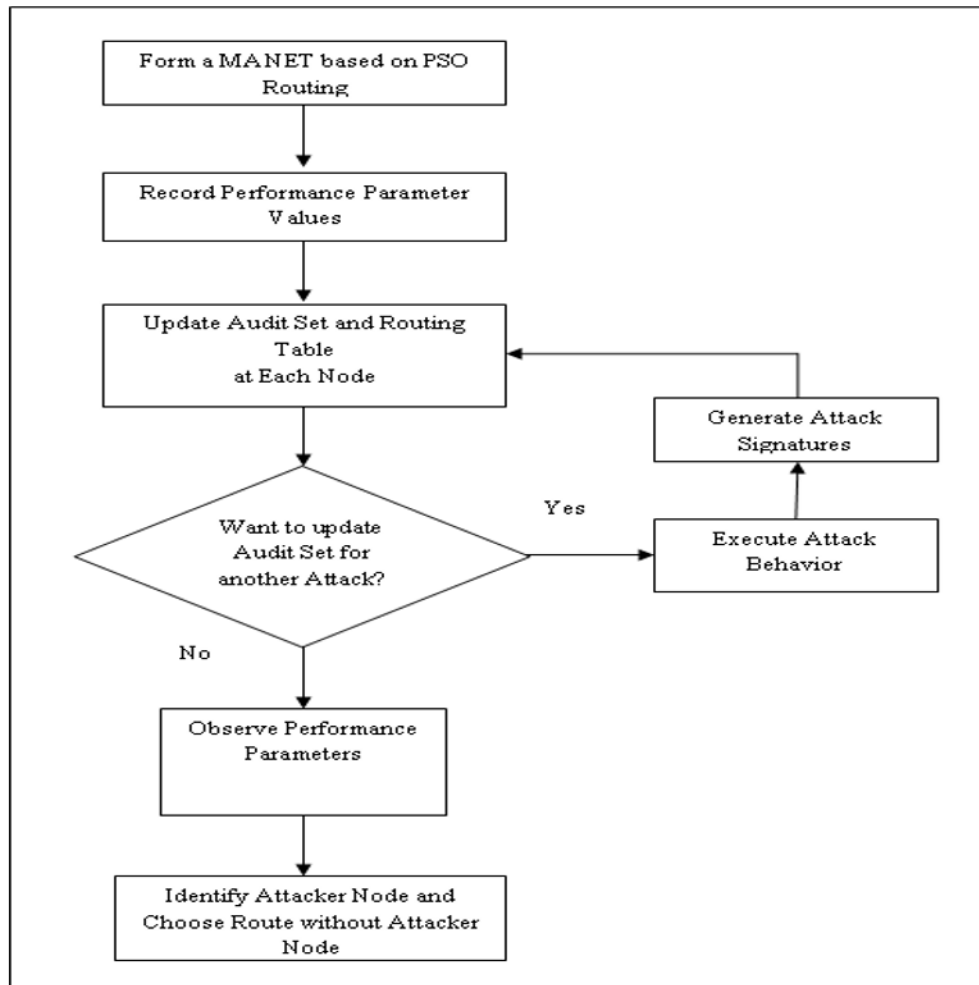 Form a MANET based on PSO
Routing
Record Performance Parameter
Values
Update Audit Set and Routing
Table
at Each Node
Generate Attack
Signatures
Want to update
Audit Set for
another Attack?
Yes
Execute Attack
Behavior
No
Observe Performance
Parameters
Identify Attacker Node and
Choose Route without Attacker
Node